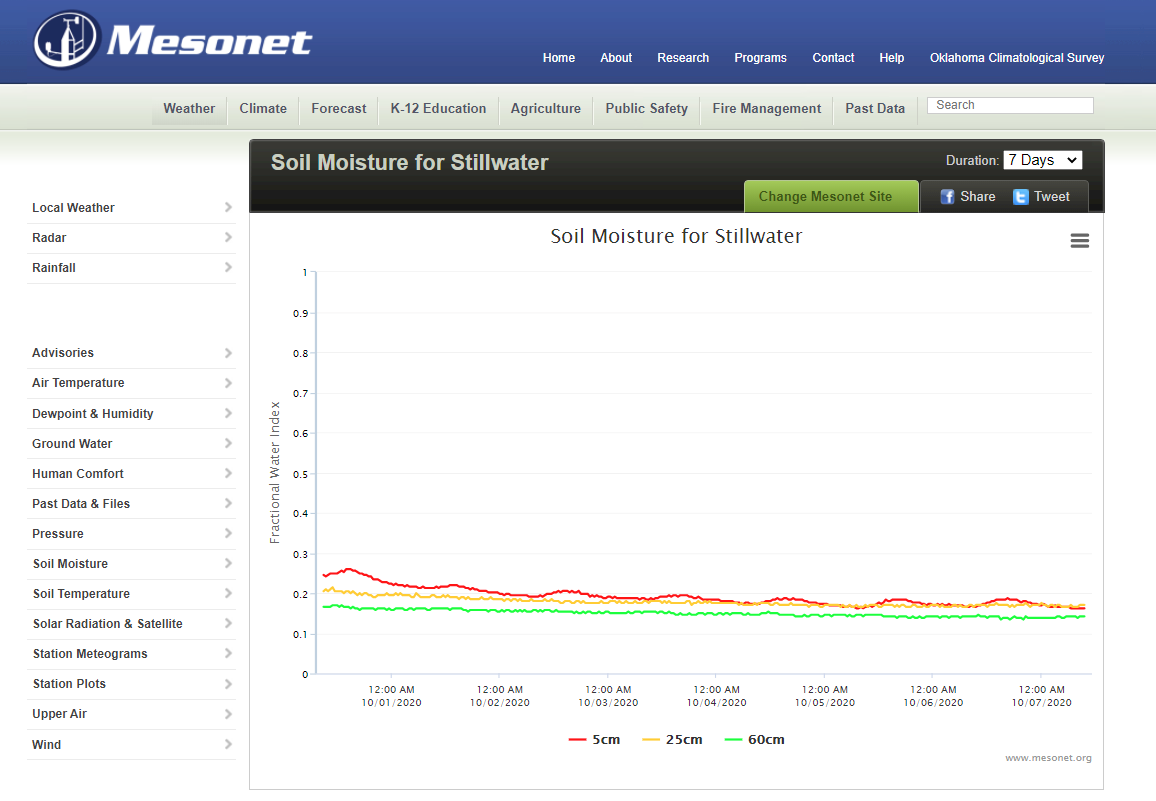 Mesonet
Home About Research Programs Contact Help Oklahoma Climatological Survey
Weather Climate Forecast K-12 Education Agriculture Public Safety Fire Management Past Data Search
Soil Moisture for Stillwater
Duration: 7 Days
Change Mesonet Site
f Share
t Tweet
Local Weather
Radar
Rainfall
Advisories
Air Temperature
Dewpoint & Humidity
Ground Water
Human Comfort
Past Data & Files
Pressure
Soil Moisture
Soil Temperature
Solar Radiation & Satellite
Station Meteograms
Station Plots
Upper Air
Wind
Soil Moisture for Stillwater
Fractional Water Index
1
0.9
0.8
0.7
0.6
0.5
0.4
0.3
0.2
0.1
0
12:00 AM 12:00 AM 12:00 AM 12:00 AM 12:00 AM 12:00 AM 12:00 AM
10/01/2020 10/02/2020 10/03/2020 10/04/2020 10/05/2020 10/06/2020 10/07/2020
5cm 25cm 60cm
www.mesonet.org